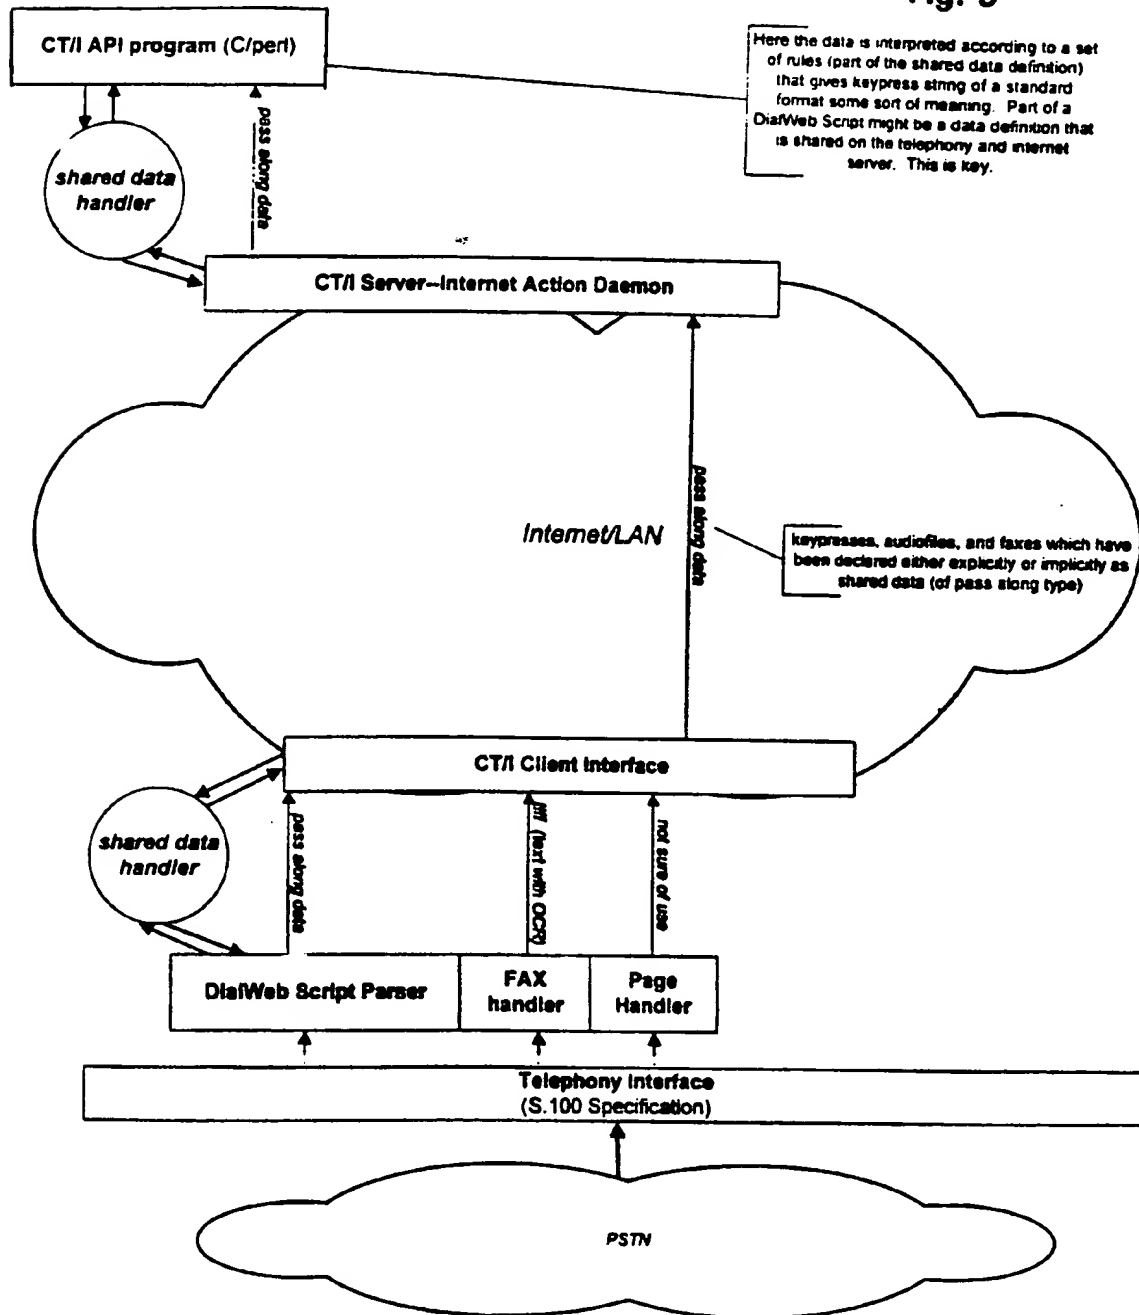 CT/I API program (C/perl)
Here the data is interpreted according to a set
of rules (part of the shared data definition)
that gives keypress string of a standard
format some sort of meaning. Part of a
Dial/Web Script might be a data definition that
is shared on the telephony and internet
server. This is key.
pass along data
shared data
handler
CT/I Server--Internet Action Daemon
pass along data
Internet/LAN
keypresses, audiofiles, and faxes which have
been declared either explicitly or implicitly as
shared data (of pass along type)
CT/I Client Interface
shared data
handler
pass along data
(text with OCR)
not sure of use
Dial/Web Script Parser
FAX
handler
Page
Handler
Telephony Interface
(S.100 Specification)
PSTN